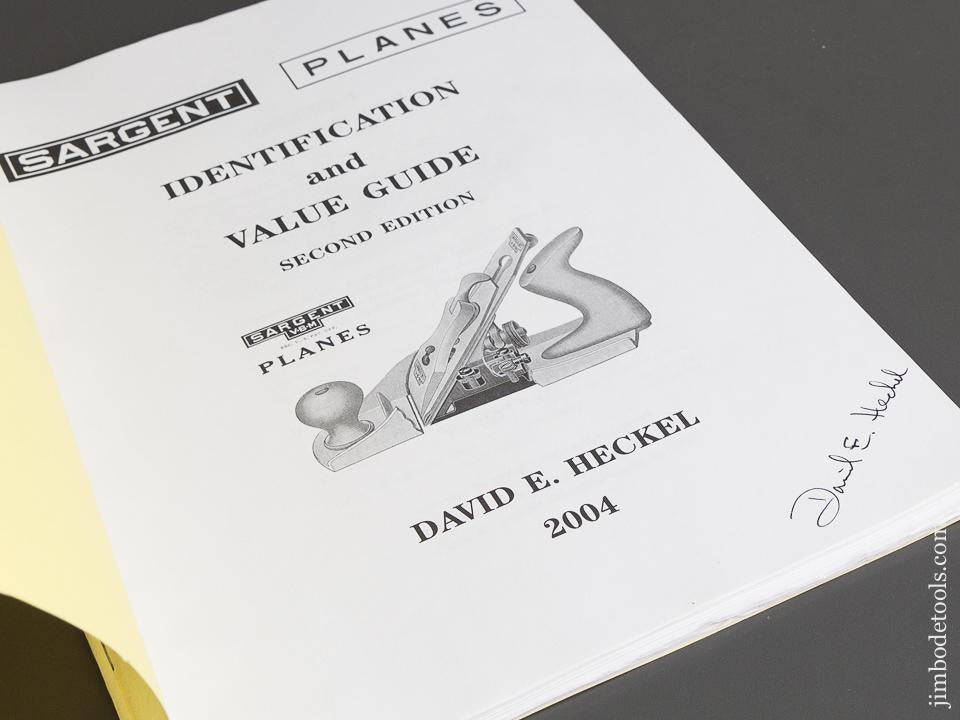 SARGENT PLANES
IDENTIFICATION
and
VALUE GUIDE
SECOND EDITION
SARGENT
V-B-M
PLANES
DAVID E. HECKEL
2004
David E. Heckel
jimbodetools.com